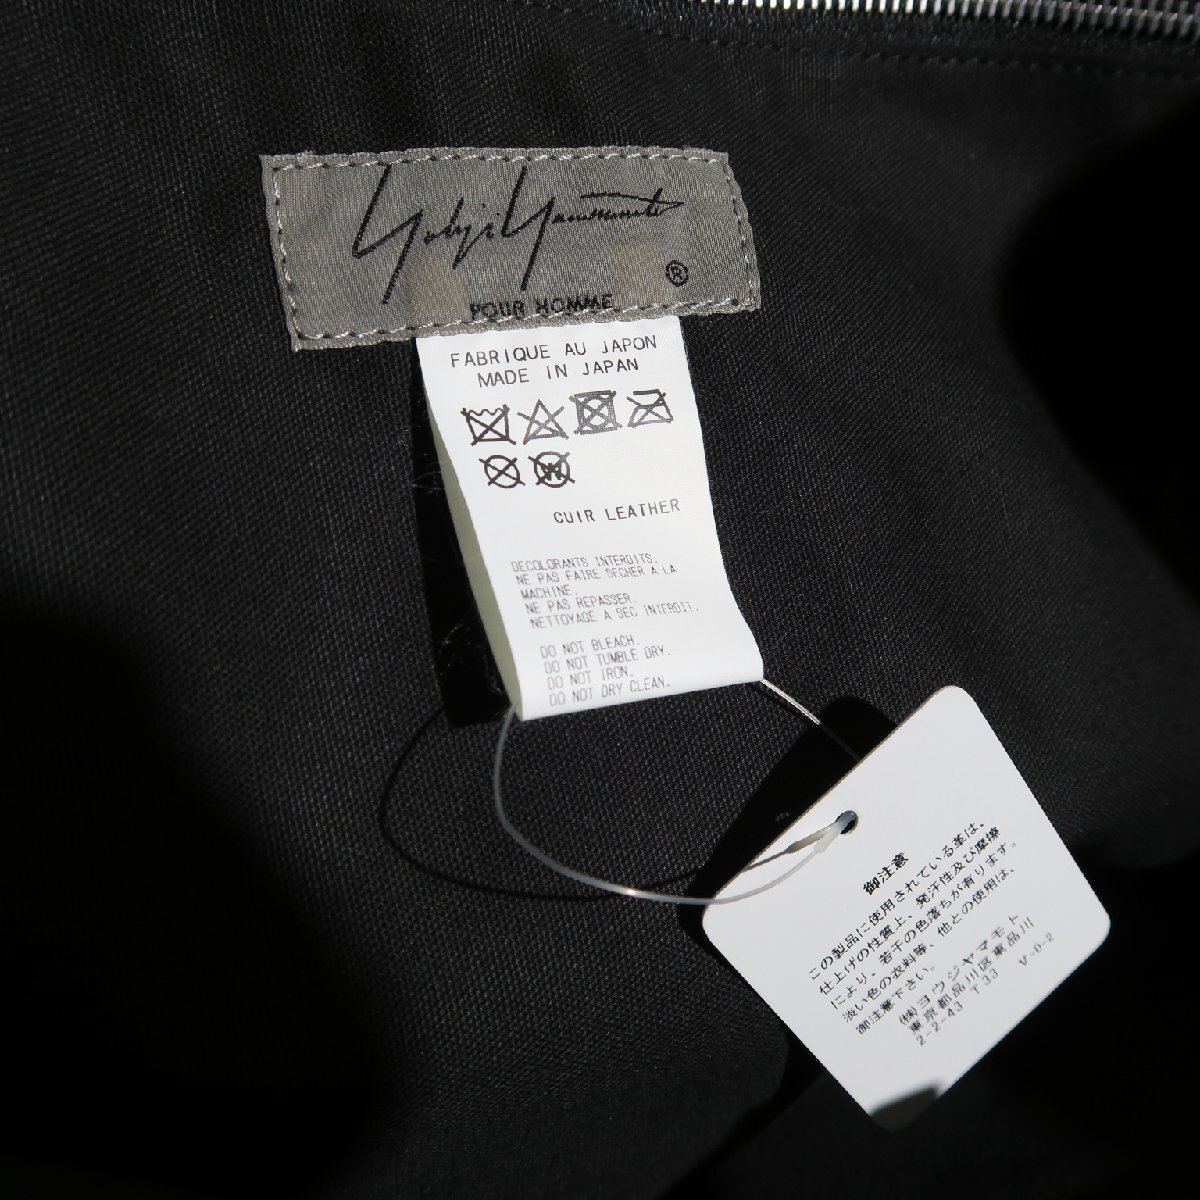 Yohji Yamamoto
®
POUR HOMME
FABRIQUE AU JAPON
MADE IN JAPAN
W
CUIR LEATHER
DECOLORANTS INTERDITS.
NE PAS FAIRE SECHER A LA
MACHINE.
NE PAS REPASSER.
NETTOYAGE A SEC INTERDIT.
DO NOT BLEACH.
DO NOT TUMBLE DRY.
DO NOT IRON.
DO NOT DRY CLEAN.
御注意
この製品に使用されている革は、
仕上げの性質上、発汗性及び摩擦
により、若干の色落ちが有ります。
淡い色の衣料等、他との使用は、
御注意下さい。
㈱ヨウジヤマモト
東京都品川区東品川
2-2-43 T33 V-D-2